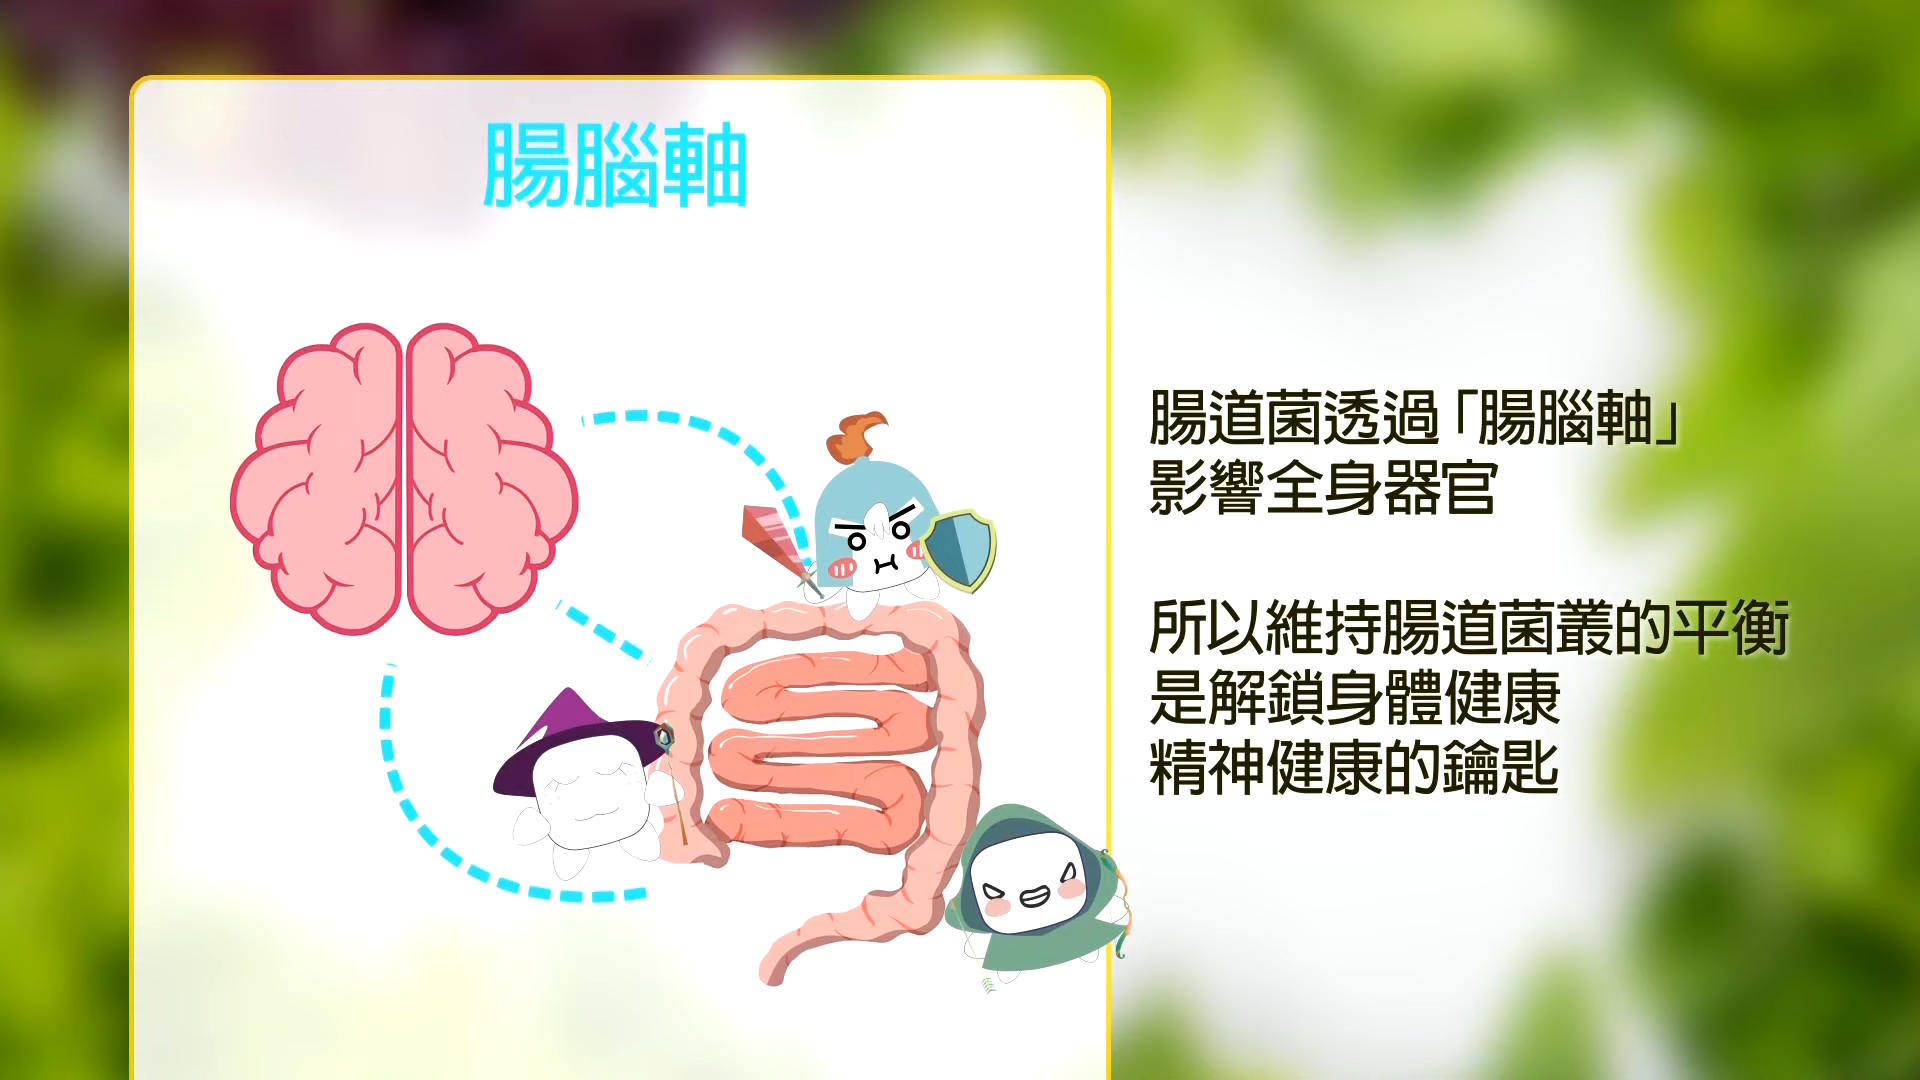 腸腦軸
腸道菌透過「腸腦軸」
影響全身器官
所以維持腸道菌叢的平衡
是解鎖身體健康
精神健康的鑰匙